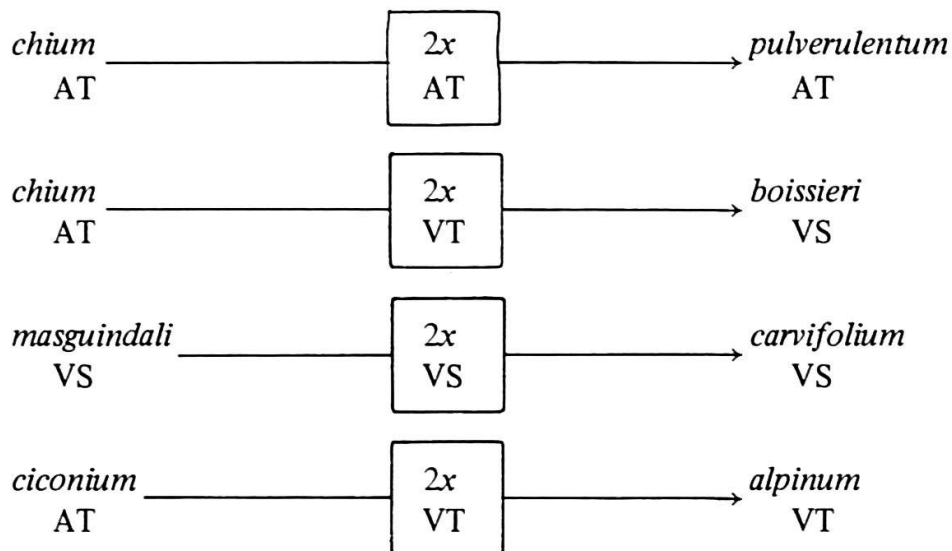 chium 2x pulverulentum
AT AT AT
chium 2x boissieri
AT VT VS
masguindali 2x carvifolium
VS VS VS
ciconium 2x alpinum
AT VT VT